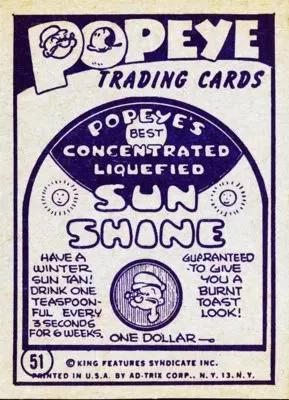 POPEYE
TRADING CARDS
POPEYE'S
BEST
CONCENTRATED
LIQUEFIED
SUN
SHINE
HAVE A
WINTER
SUN TAN!
DRINK ONE
TEASPOON-
FUL EVERY
3 SECONDS
FOR 6 WEEKS.
GUARANTEED
TO GIVE
YOU A
BURNT
TOAST
LOOK!
ONE DOLLAR
51
© KING FEATURES SYNDICATE INC.
PRINTED IN U.S.A. BY AD-TRIX CORP., N.Y. 13, N.Y.